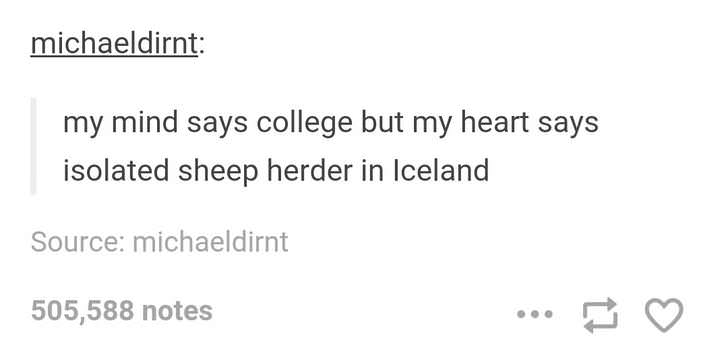 michaeldirnt:
my mind says college but my heart says
isolated sheep herder in Iceland
Source: michaeldirnt
505,588 notes